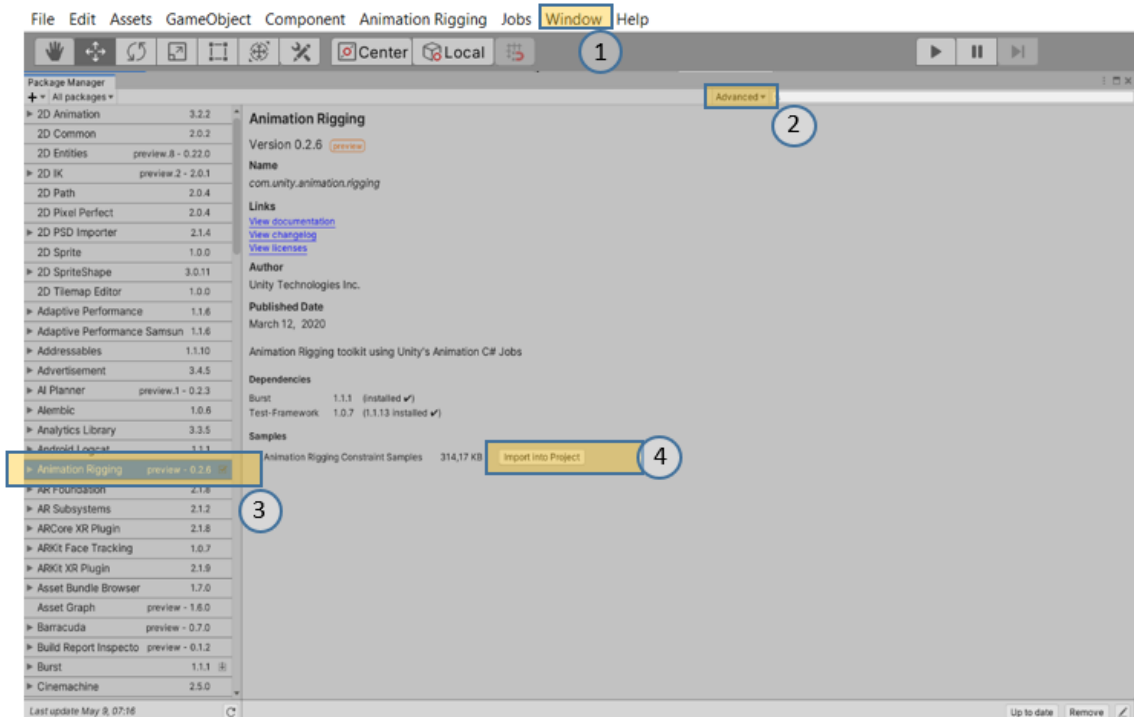 File Edit Assets GameObject Component Animation Rigging Jobs Window Help
Center Local
1
Package Manager
+ All packages
Advanced
2
2D Animation 3.2.2
2D Common 2.0.2
2D Entities preview.8 - 0.22.0
2D IK preview.2 - 2.0.1
2D Path 2.0.4
2D Pixel Perfect 2.0.4
2D PSD Importer 2.1.4
2D Sprite 1.0.0
2D SpriteShape 3.0.11
2D Tilemap Editor 1.0.0
Adaptive Performance 1.1.6
Adaptive Performance Samsun 1.1.6
Addressables 1.1.10
Advertisement 3.4.5
AI Planner preview.1 - 0.2.3
Alembic 1.0.6
Analytics Library 3.3.5
Android Logcat 1.1.1
Animation Rigging preview - 0.2.6
3
AR Foundation 2.1.8
AR Subsystems 2.1.2
ARCore XR Plugin 2.1.8
ARKit Face Tracking 1.0.7
ARKit XR Plugin 2.1.9
Asset Bundle Browser 1.7.0
Asset Graph preview - 1.6.0
Barracuda preview - 0.7.0
Build Report Inspecto preview - 0.1.2
Burst 1.1.1
Cinemachine 2.5.0
Last update May 9, 07:16
Animation Rigging
Version 0.2.6 preview
Name
com.unity.animation.rigging
Links
View documentation
View changelog
View licenses
Author
Unity Technologies Inc.
Published Date
March 12, 2020
Animation Rigging toolkit using Unity's Animation C# Jobs
Dependencies
Burst 1.1.1 (installed ✔)
Test-Framework 1.0.7 (1.1.13 installed ✔)
Samples
Animation Rigging Constraint Samples 314,17 KB Import into Project
4
Up to date Remove